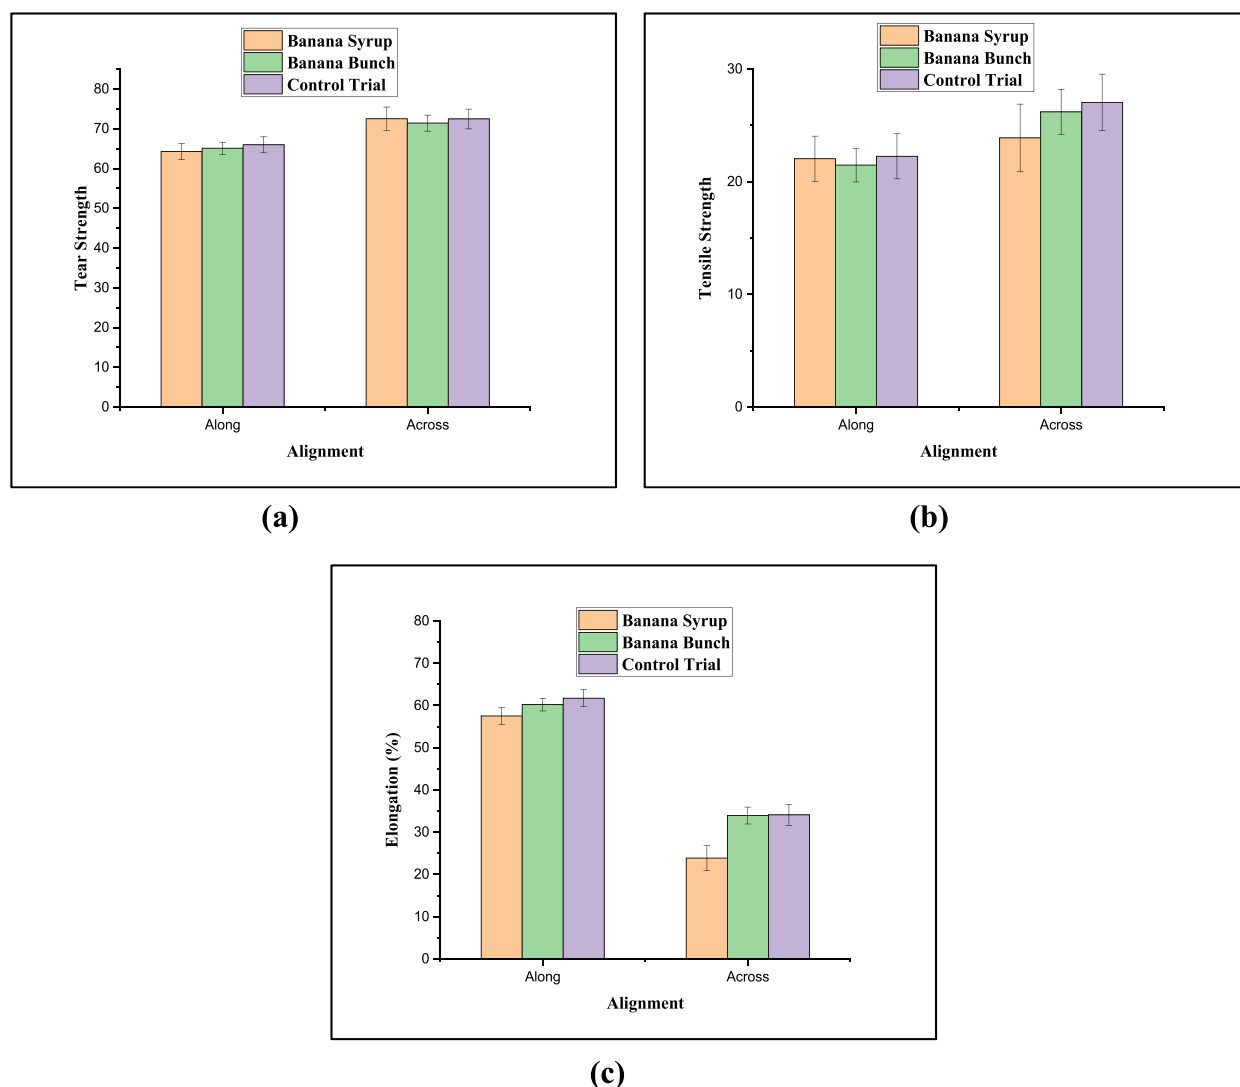 Banana Syrup
Banana Bunch
Control Trial
80
70
60
50
40
30
20
10
0
Tear Strength
Along
Across
Alignment
(a)
Banana Syrup
Banana Bunch
Control Trial
30
20
10
0
Tensile Strength
Along
Across
Alignment
(b)
Banana Syrup
Banana Bunch
Control Trial
80
70
60
50
40
30
20
10
0
Elongation (%)
Along
Across
Alignment
(c)